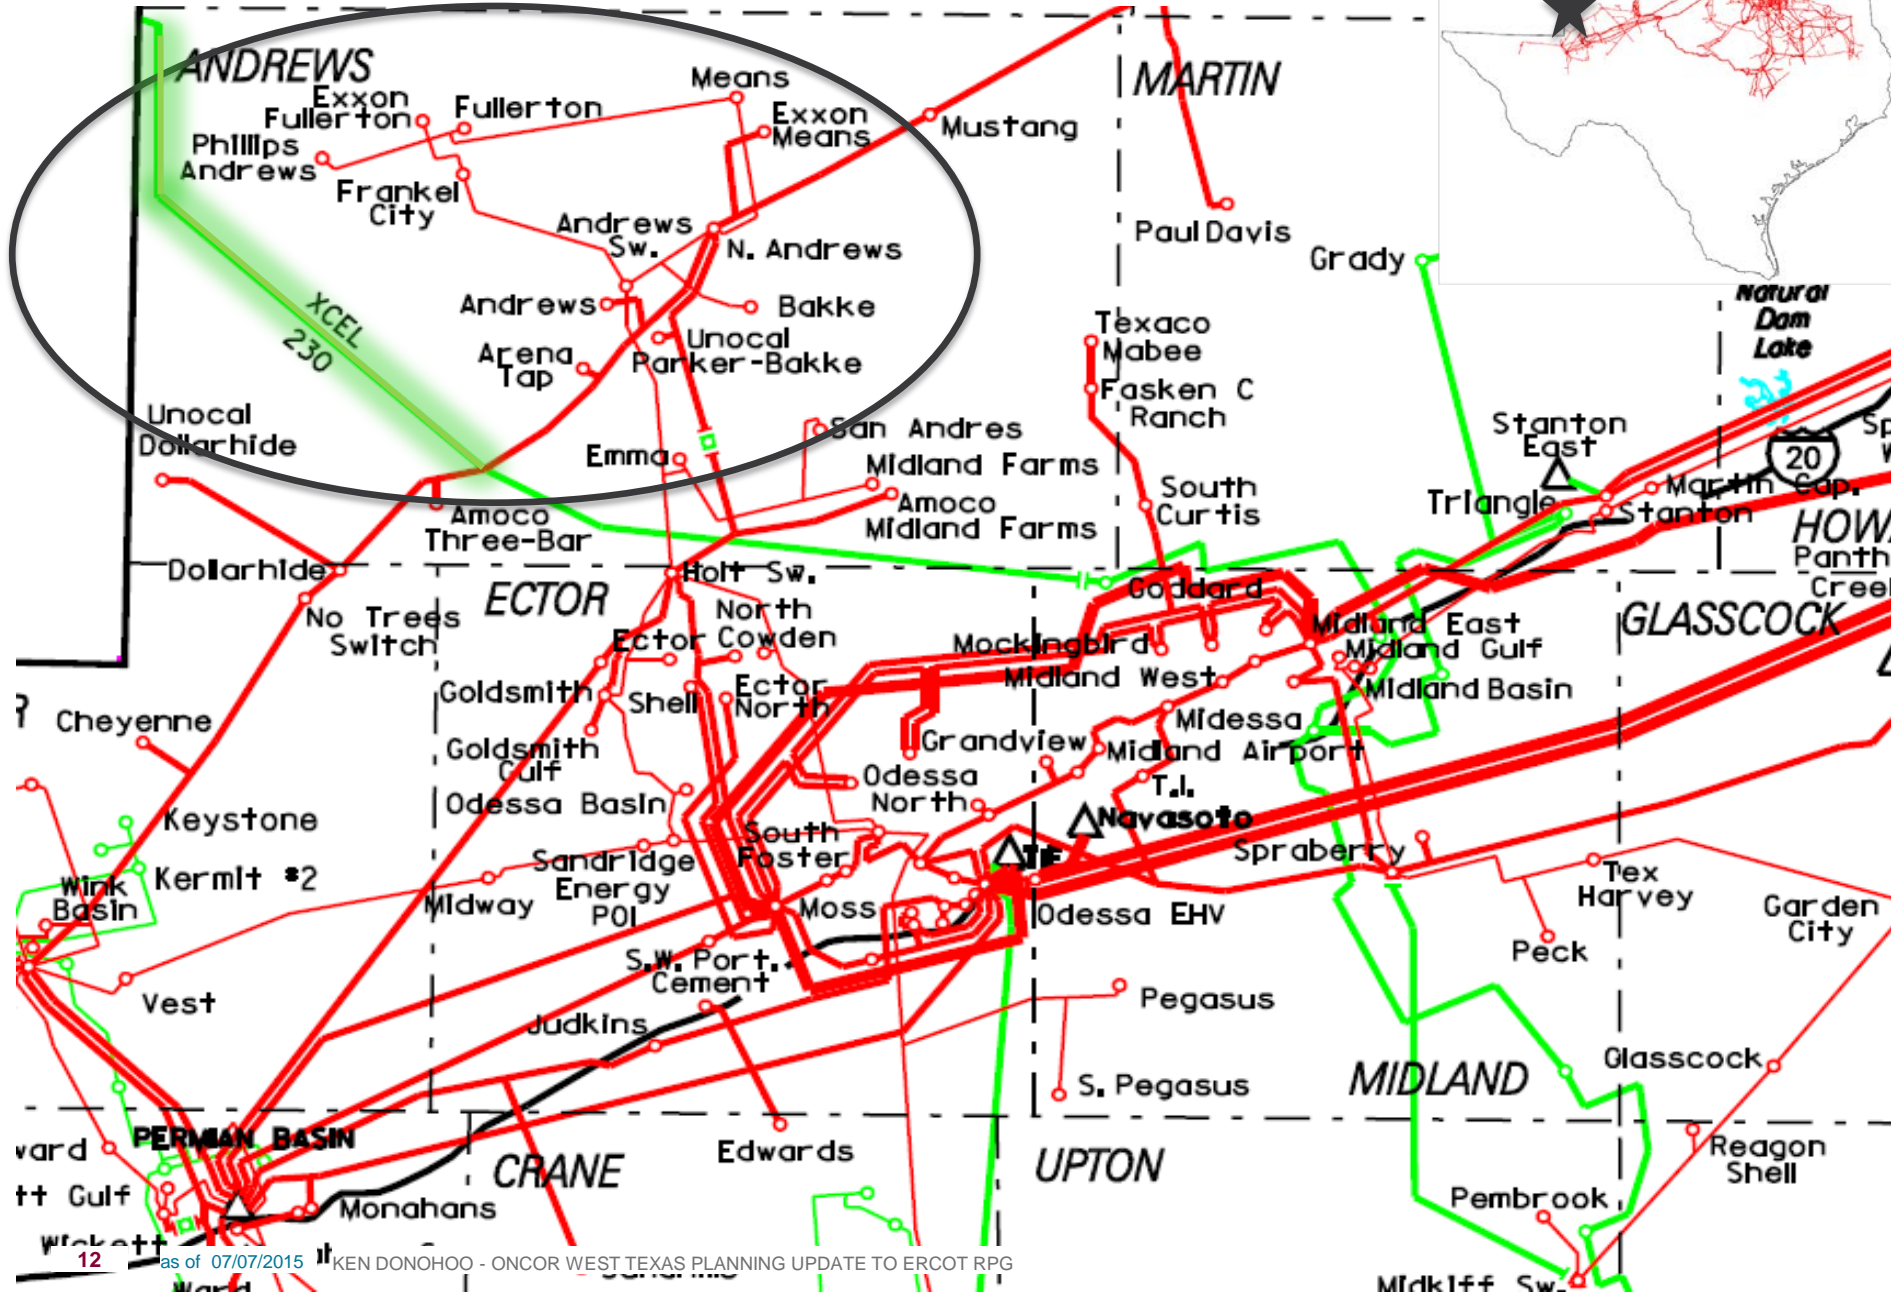 ANDREWS
Exxon
Fullerton
Fullerton
Means
Exxon
Means
MARTIN
Mustang
Phillips
Andrews
Frankel
City
Andrews
Sw.
N. Andrews
Paul Davis
Grady
Andrews
Bakke
XCEL
230
Arena
Tap
Unocal
Parker-Bakke
Texaco
Mabee
Fasken C
Ranch
Natural
Dam
Lake
Unocal
Dollarhide
Emma
San Andres
Midland Farms
Amoco
Midland Farms
Stanton
East
20
South
Curtis
Triangle
Martin Cap.
Stanton
Amoco
Three-Bar
Dollarhide
ECTOR
Holt Sw.
Goddard
GLASSCOCK
No Trees
Switch
North
Cowden
Ector
Mockingbird
Midland East
Midland Gulf
Midland West
Midland Basin
Goldsmith
Shell
Ector
North
Cheyenne
Goldsmith
Gulf
Grandview
Midessa
Midland Airport
Odessa Basin
Odessa
North
T.I.
Navasota
Keystone
South
Foster
Spraberry
Kermit #2
Sandridge
Energy
POI
Wink
Basin
Midway
Moss
Odessa EHV
Tex
Harvey
Garden
City
Peck
S.W. Port.
Cement
Vest
Pegasus
Judkins
S. Pegasus
MIDLAND
Glasscock
PERMIAN BASIN
Edwards
CRANE
UPTON
Reagon
Shell
Gulf
Monahans
Pembrook
Wickett
Midkiff Sw.
Ward
12
as of 07/07/2015
KEN DONOHOO - ONCOR WEST TEXAS PLANNING UPDATE TO ERCOT RPG